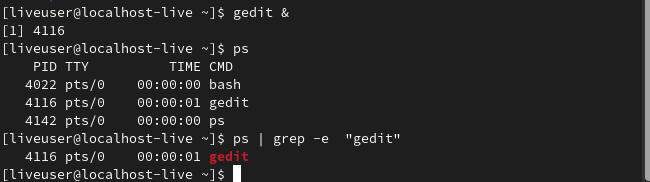 [liveuser@localhost-live ~]$ gedit &
[1] 4116
[liveuser@localhost-live ~]$ ps
    PID TTY          TIME CMD
   4022 pts/0    00:00:00 bash
   4116 pts/0    00:00:01 gedit
   4142 pts/0    00:00:00 ps
[liveuser@localhost-live ~]$ ps | grep -e  "gedit"
   4116 pts/0    00:00:01 gedit
[liveuser@localhost-live ~]$